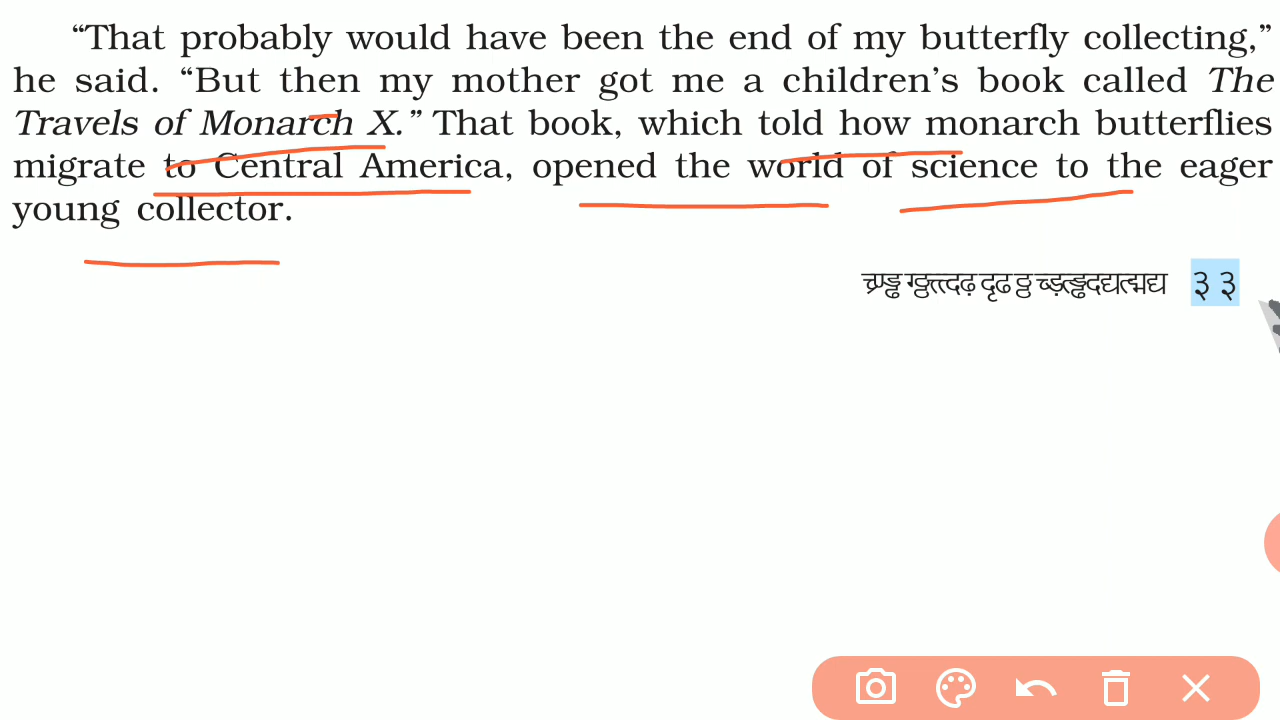 “That probably would have been the end of my butterfly collecting,”
he said. “But then my mother got me a children’s book called The
Travels of Monarch X.” That book, which told how monarch butterflies
migrate to Central America, opened the world of science to the eager
young collector.
३३